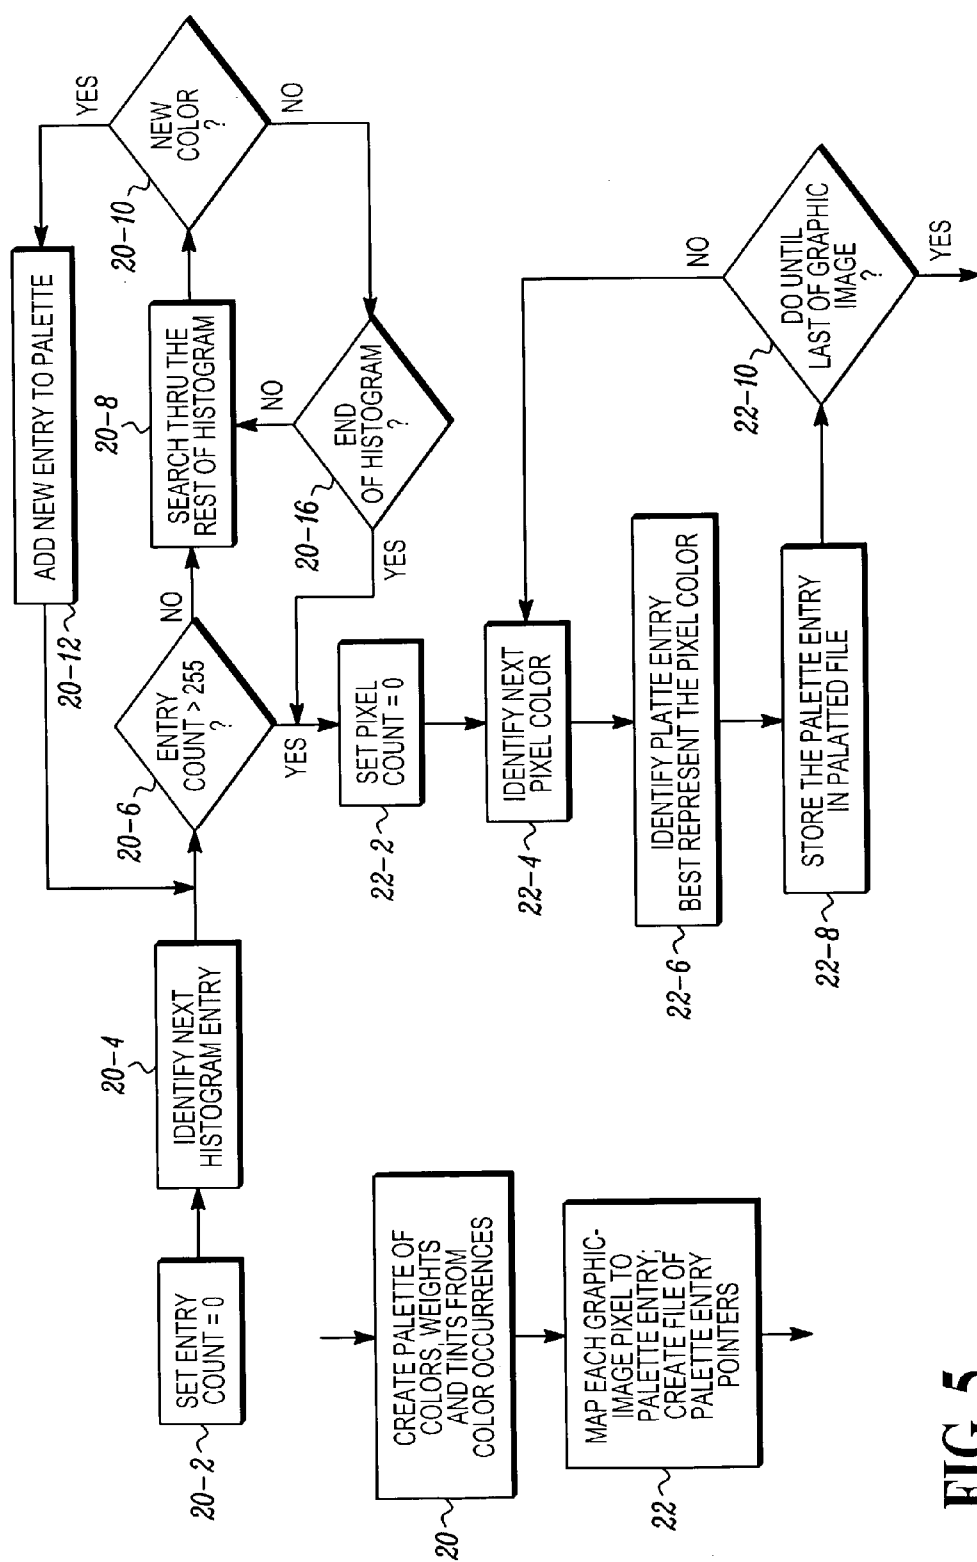 20-2
SET ENTRY
COUNT = 0
20-4
IDENTIFY NEXT
HISTOGRAM ENTRY
20-6
ENTRY
COUNT > 255
?
NO
YES
20-8
SEARCH THRU THE
REST OF HISTOGRAM
20-10
NEW
COLOR
?
YES
NO
20-12
ADD NEW ENTRY TO PALETTE
20-16
END
OF HISTOGRAM
?
NO
YES
22-2
SET PIXEL
COUNT = 0
22-4
IDENTIFY NEXT
PIXEL COLOR
22-6
IDENTIFY PLATTE ENTRY
BEST REPRESENT THE PIXEL COLOR
22-8
STORE THE PALETTE ENTRY
IN PALATTED FILE
22-10
DO UNTIL
LAST OF GRAPHIC
IMAGE
?
NO
YES
20
CREATE PALETTE OF
COLORS, WEIGHTS
AND TINTS FROM
COLOR OCCURRENCES
22
MAP EACH GRAPHIC-
IMAGE PIXEL TO
PALETTE ENTRY;
CREATE FILE OF
PALETTE ENTRY
POINTERS
FIG. 5